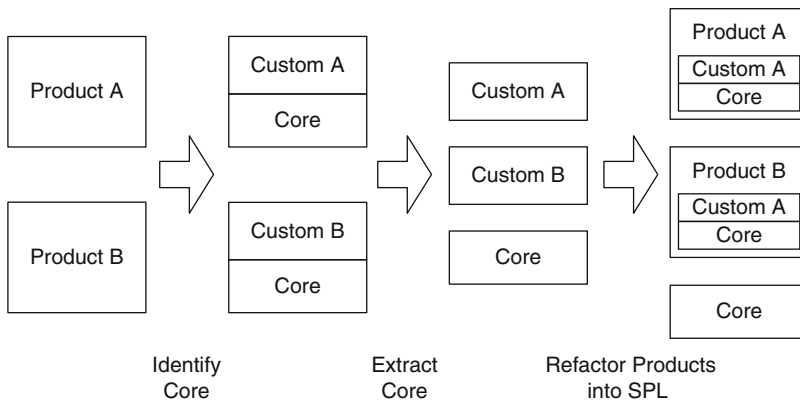 Product A
Product B
Custom A
Core
Custom B
Core
Custom A
Custom B
Core
Product A
Custom A
Core
Product B
Custom A
Core
Core
Identify
Core
Extract
Core
Refactor Products
into SPL